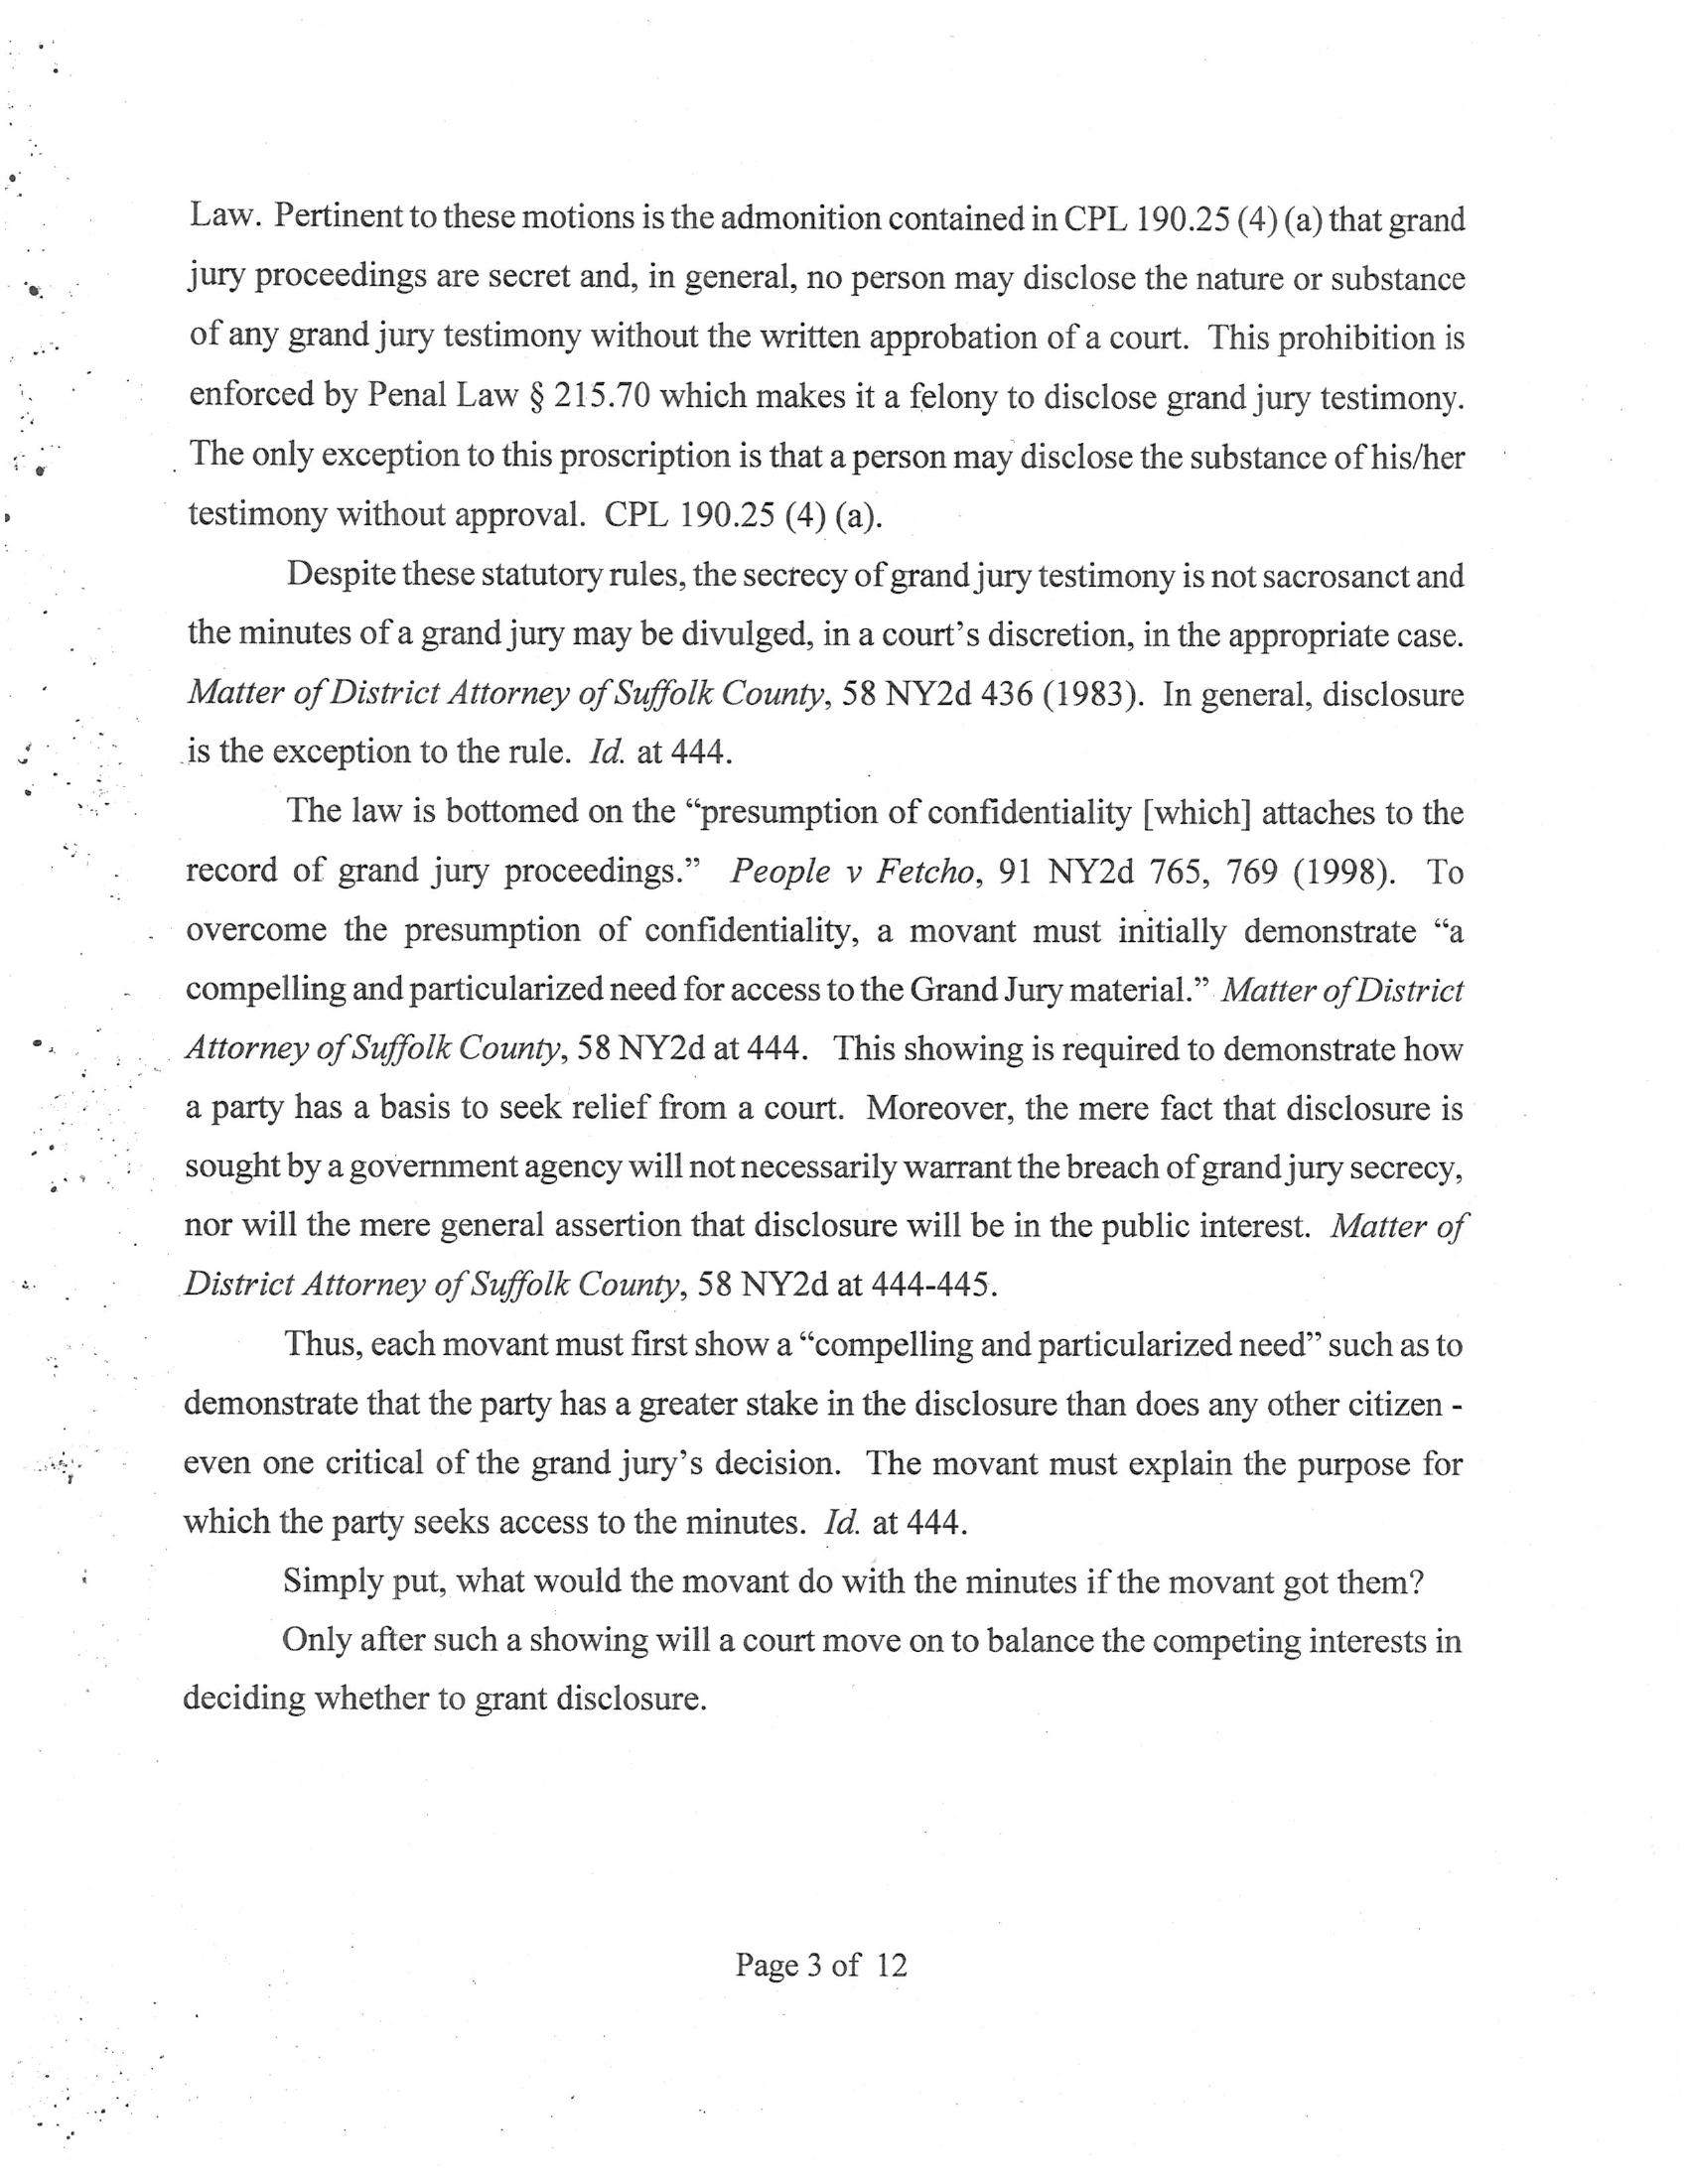 Law. Pertinent to these motions is the admonition contained in CPL 190.25 (4) (a) that grand
jury proceedings are secret and, in general, no person may disclose the nature or substance
of any grand jury testimony without the written approbation of a court. This prohibition is
enforced by Penal Law § 215.70 which makes it a felony to disclose grand jury testimony.
The only exception to this proscription is that a person may disclose the substance of his/her
testimony without approval. CPL 190.25 (4) (a).
Despite these statutory rules, the secrecy of grand jury testimony is not sacrosanct and
the minutes of a grand jury may be divulged, in a court’s discretion, in the appropriate case.
Matter of District Attorney of Suffolk County, 58 NY2d 436 (1983). In general, disclosure
is the exception to the rule. Id. at 444.
The law is bottomed on the “presumption of confidentiality [which] attaches to the
record of grand jury proceedings.” People v Fetcho, 91 NY2d 765, 769 (1998). To
overcome the presumption of confidentiality, a movant must initially demonstrate “a
compelling and particularized need for access to the Grand Jury material.” Matter of District
Attorney of Suffolk County, 58 NY2d at 444. This showing is required to demonstrate how
a party has a basis to seek relief from a court. Moreover, the mere fact that disclosure is
sought by a government agency will not necessarily warrant the breach of grand jury secrecy,
nor will the mere general assertion that disclosure will be in the public interest. Matter of
District Attorney of Suffolk County, 58 NY2d at 444-445.
Thus, each movant must first show a “compelling and particularized need” such as to
demonstrate that the party has a greater stake in the disclosure than does any other citizen -
even one critical of the grand jury’s decision. The movant must explain the purpose for
which the party seeks access to the minutes. Id. at 444.
Simply put, what would the movant do with the minutes if the movant got them?
Only after such a showing will a court move on to balance the competing interests in
deciding whether to grant disclosure.
Page 3 of 12